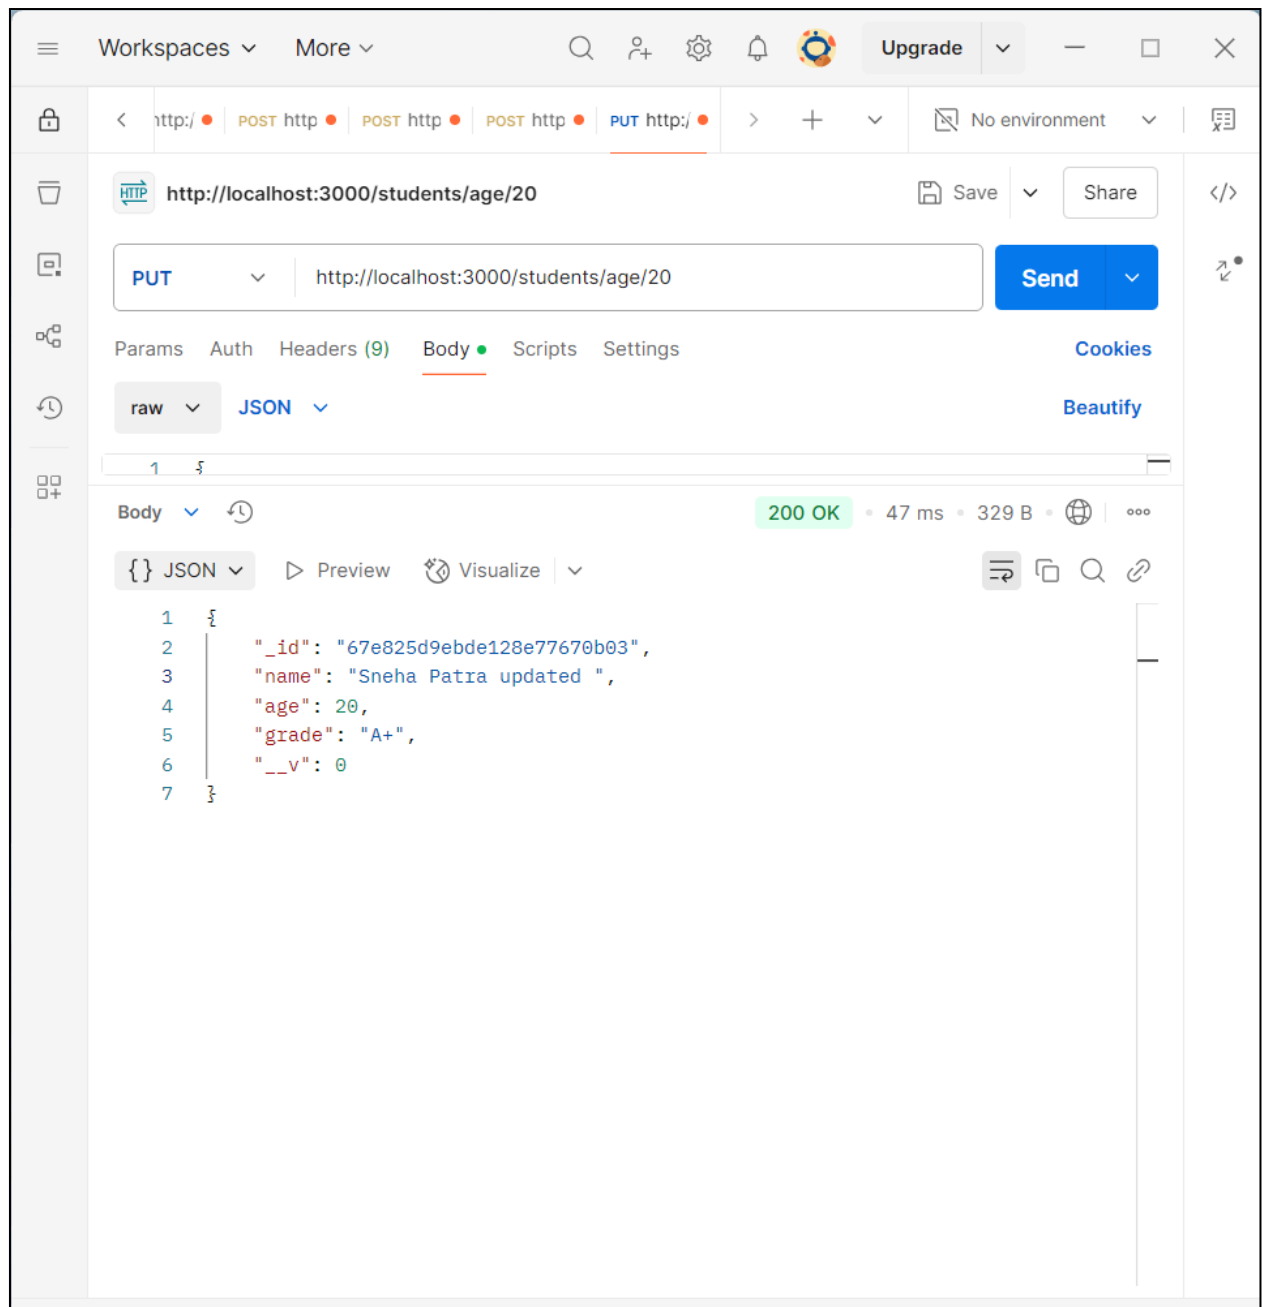 Workspaces More Upgrade
http:/ POST http POST http POST http PUT http:/ No environment
HTTP http://localhost:3000/students/age/20 Save Share
PUT http://localhost:3000/students/age/20 Send
Params Auth Headers (9) Body Scripts Settings Cookies
raw JSON Beautify
1 {
Body 200 OK 47 ms 329 B
{} JSON Preview Visualize
1 {
2 "_id": "67e825d9ebde128e77670b03",
3 "name": "Sneha Patra updated ",
4 "age": 20,
5 "grade": "A+",
6 "__v": 0
7 }